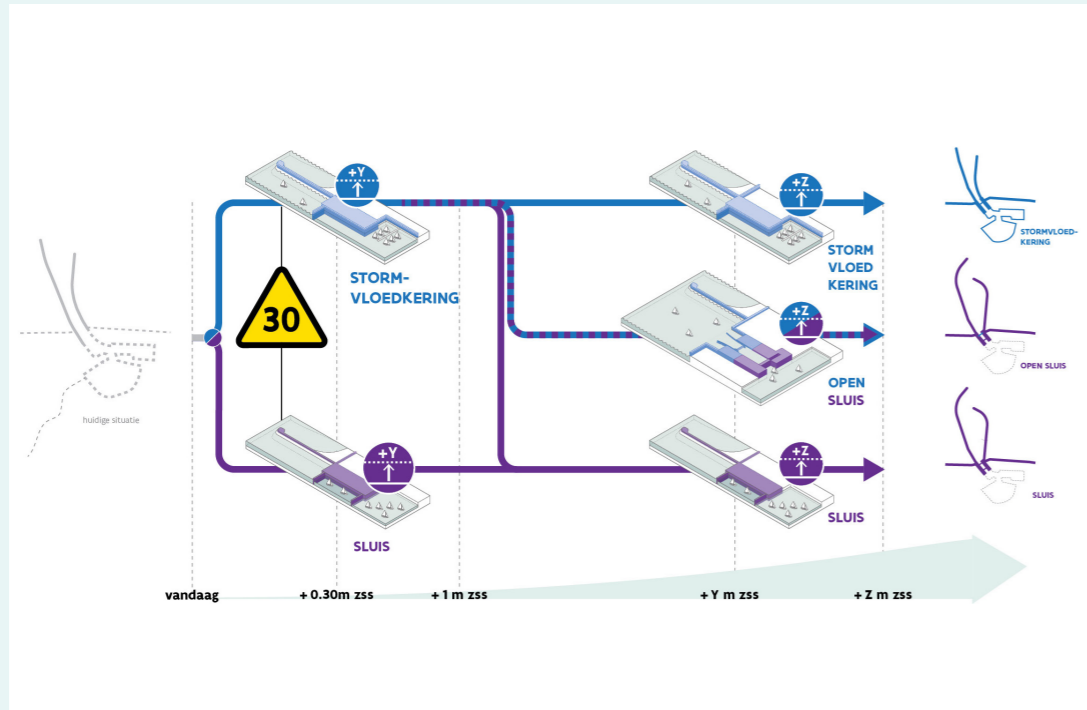 +Y
+Z
STORM-
VLOEDKERING
STORM
VLOED
KERING
STORMVLOED-
KERING
30
+Z
huidige situatie
OPEN
SLUIS
OPEN SLUIS
+Y
+Z
SLUIS
SLUIS
SLUIS
vandaag
+ 0.30m zss
+ 1 m zss
+ Y m zss
+ Z m zss